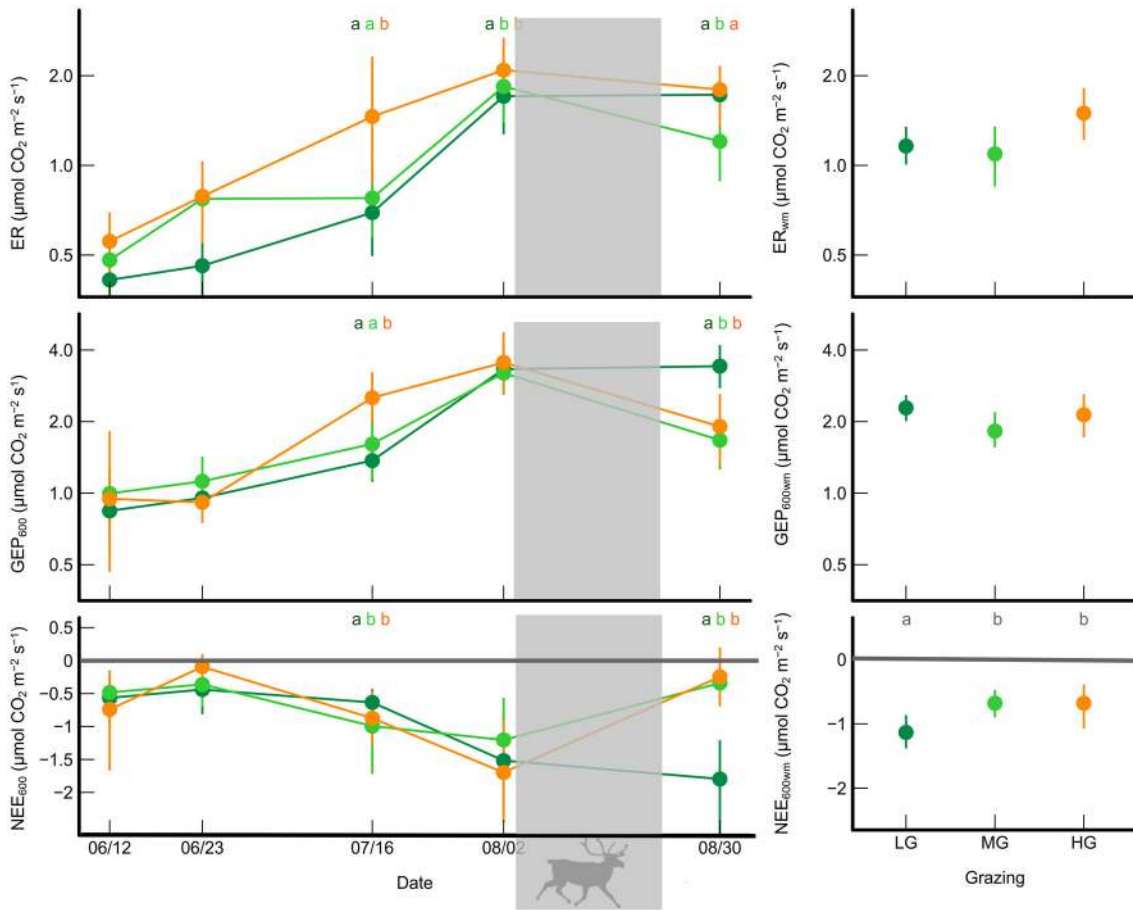 a a b
a b b
a b a
ER (μmol CO₂ m⁻² s⁻¹)
2.0
1.0
0.5
ERwm (μmol CO₂ m⁻² s⁻¹)
2.0
1.0
0.5
a a b
a b b
GEP₆₀₀ (μmol CO₂ m⁻² s¹)
4.0
2.0
1.0
0.5
GEP₆₀₀wm (μmol CO₂ m⁻² s⁻¹)
4.0
2.0
1.0
0.5
a b b
a b b
NEE₆₀₀ (μmol CO₂ m⁻² s⁻¹)
0.5
0
−0.5
−1.0
−1.5
−2
06/12 06/23 07/16 08/02 08/30
Date
a b b
NEE₆₀₀wm (μmol CO₂ m⁻² s⁻¹)
0
−1
−2
LG MG HG
Grazing